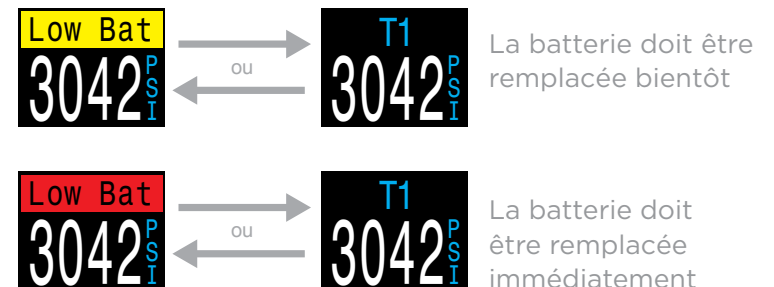 Low Bat
3042 PSI
ou
T1
3042 PSI
La batterie doit être
remplacée bientôt
Low Bat
3042 PSI
ou
T1
3042 PSI
La batterie doit
être remplacée
immédiatement